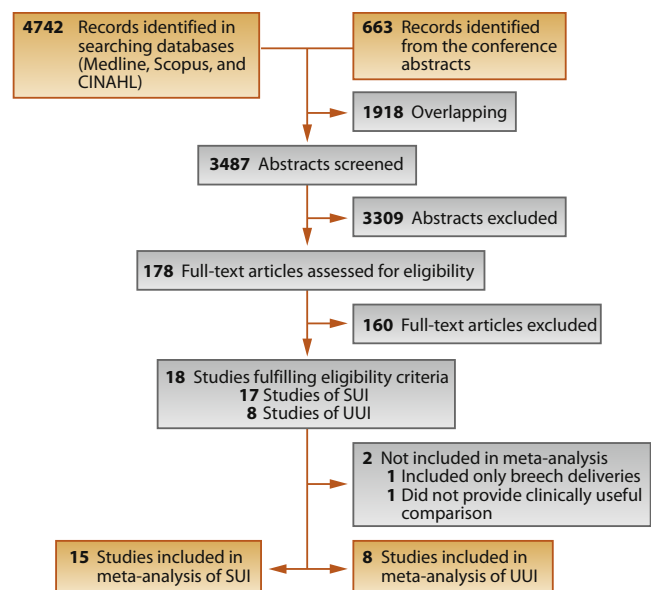 4742 Records identified in
searching databases
(Medline, Scopus, and
CINAHL)
663 Records identified
from the conference
abstracts
1918 Overlapping
3487 Abstracts screened
3309 Abstracts excluded
178 Full-text articles assessed for eligibility
160 Full-text articles excluded
18 Studies fulfilling eligibility criteria
17 Studies of SUI
8 Studies of UUI
2 Not included in meta-analysis
1 Included only breech deliveries
1 Did not provide clinically useful
comparison
15 Studies included in
meta-analysis of SUI
8 Studies included in
meta-analysis of UUI